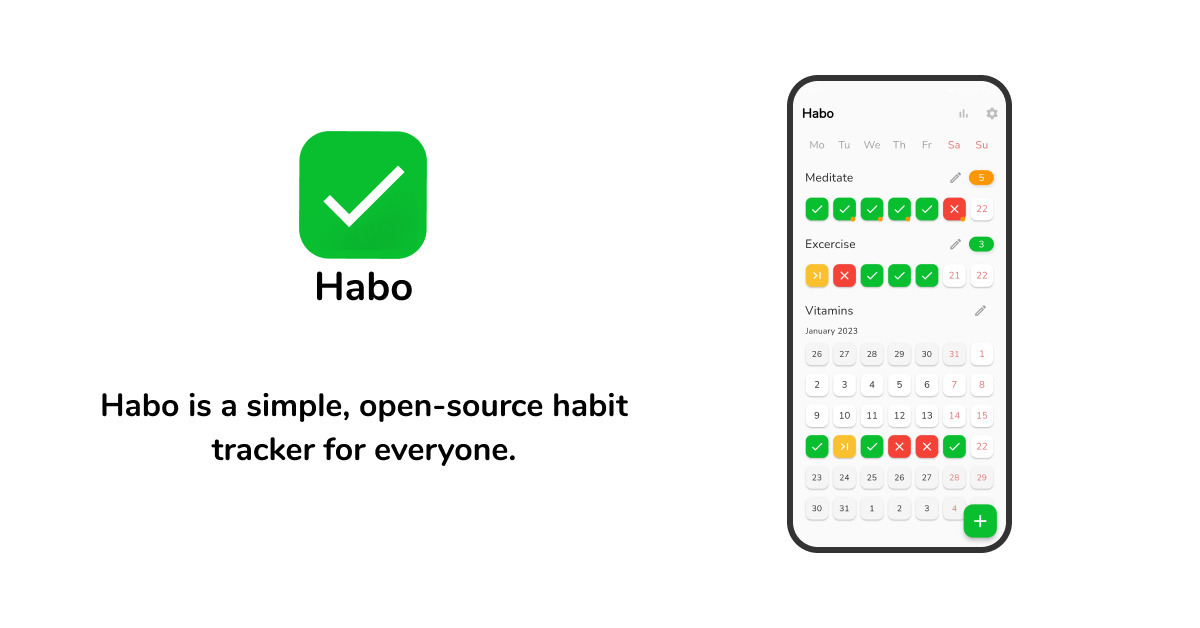 Habo
Habo is a simple, open-source habit
tracker for everyone.
Habo
Mo Tu We Th Fr Sa Su
Meditate 5
22
Excercise 3
21 22
Vitamins
January 2023
26 27 28 29 30 31 1
2 3 4 5 6 7 8
9 10 11 12 13 14 15
22
23 24 25 26 27 28 29
30 31 1 2 3 4